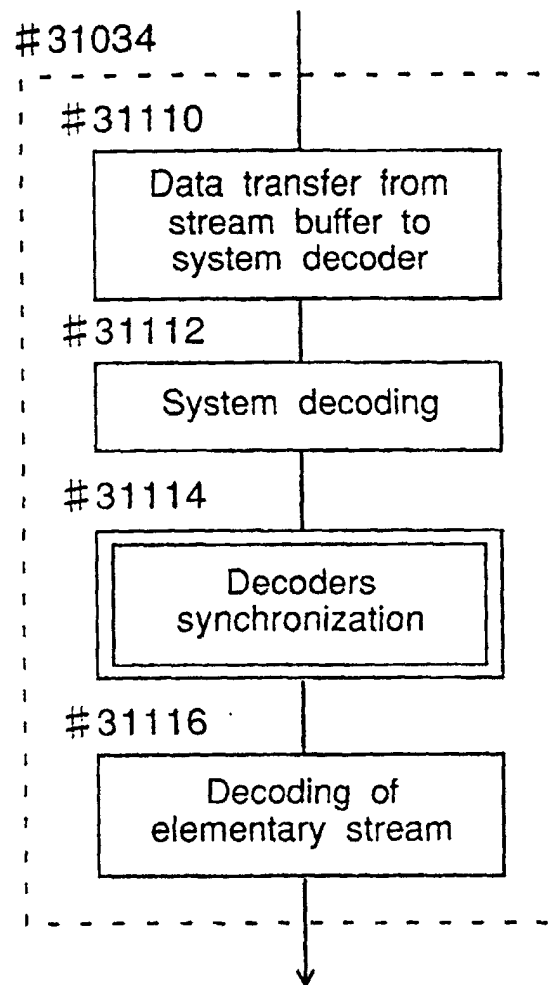 #31034
#31110
Data transfer from
stream buffer to
system decoder
#31112
System decoding
#31114
Decoders
synchronization
#31116
Decoding of
elementary stream